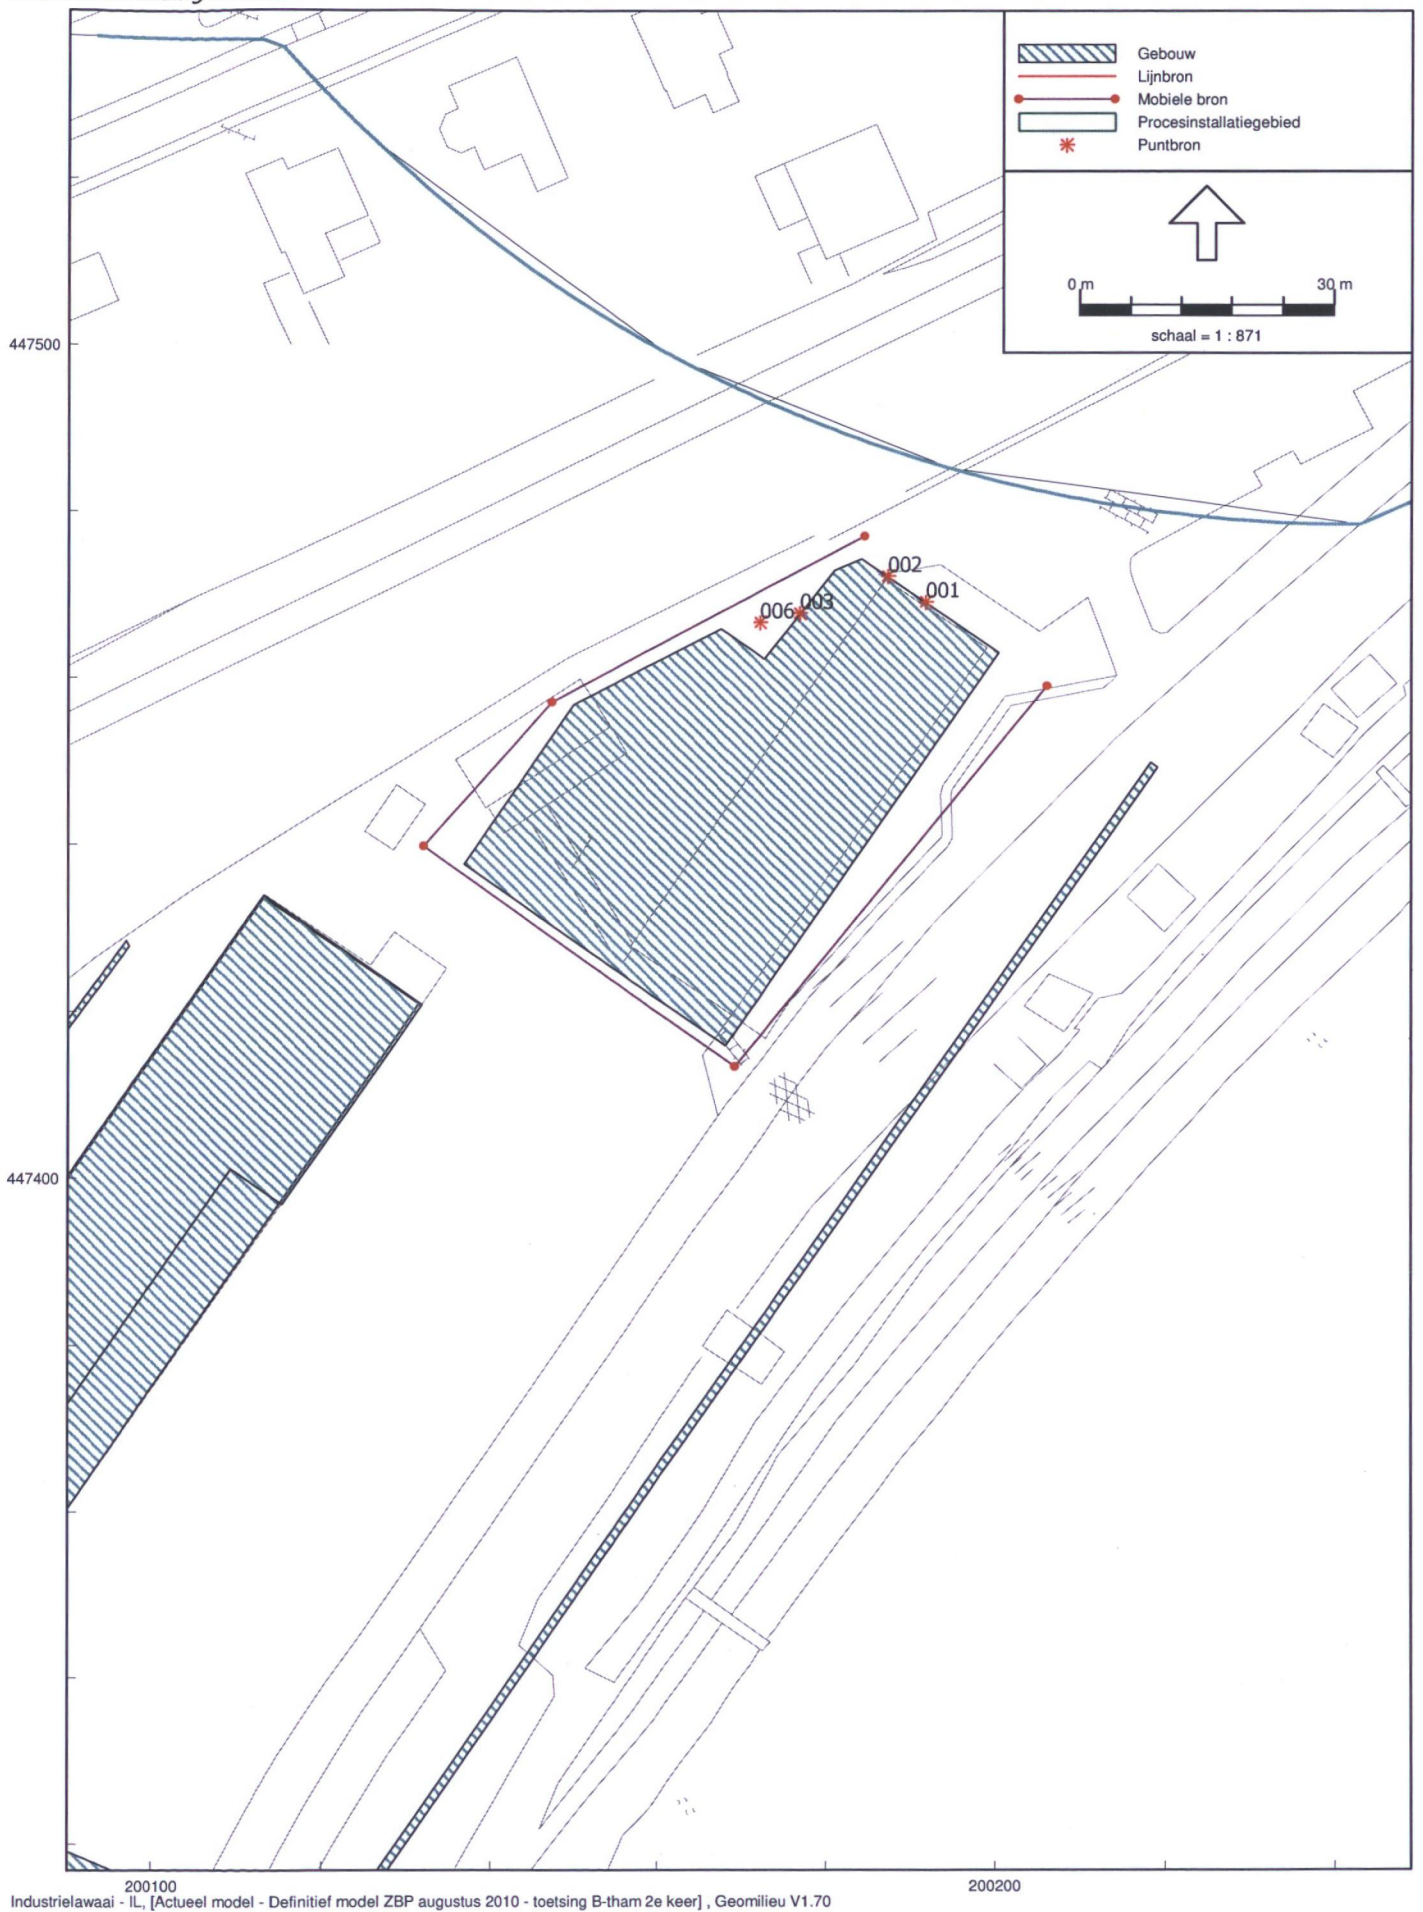 Gebouw
Lijnbron
Mobiele bron
Procesinstallatiegebied
Puntbron
0 m 30 m
schaal = 1 : 871
447500
002
001
003
006
447400
200100 200200
Industrielawaai - IL, [Actueel model - Definitief model ZBP augustus 2010 - toetsing B-tham 2e keer] , Geomilieu V1.70